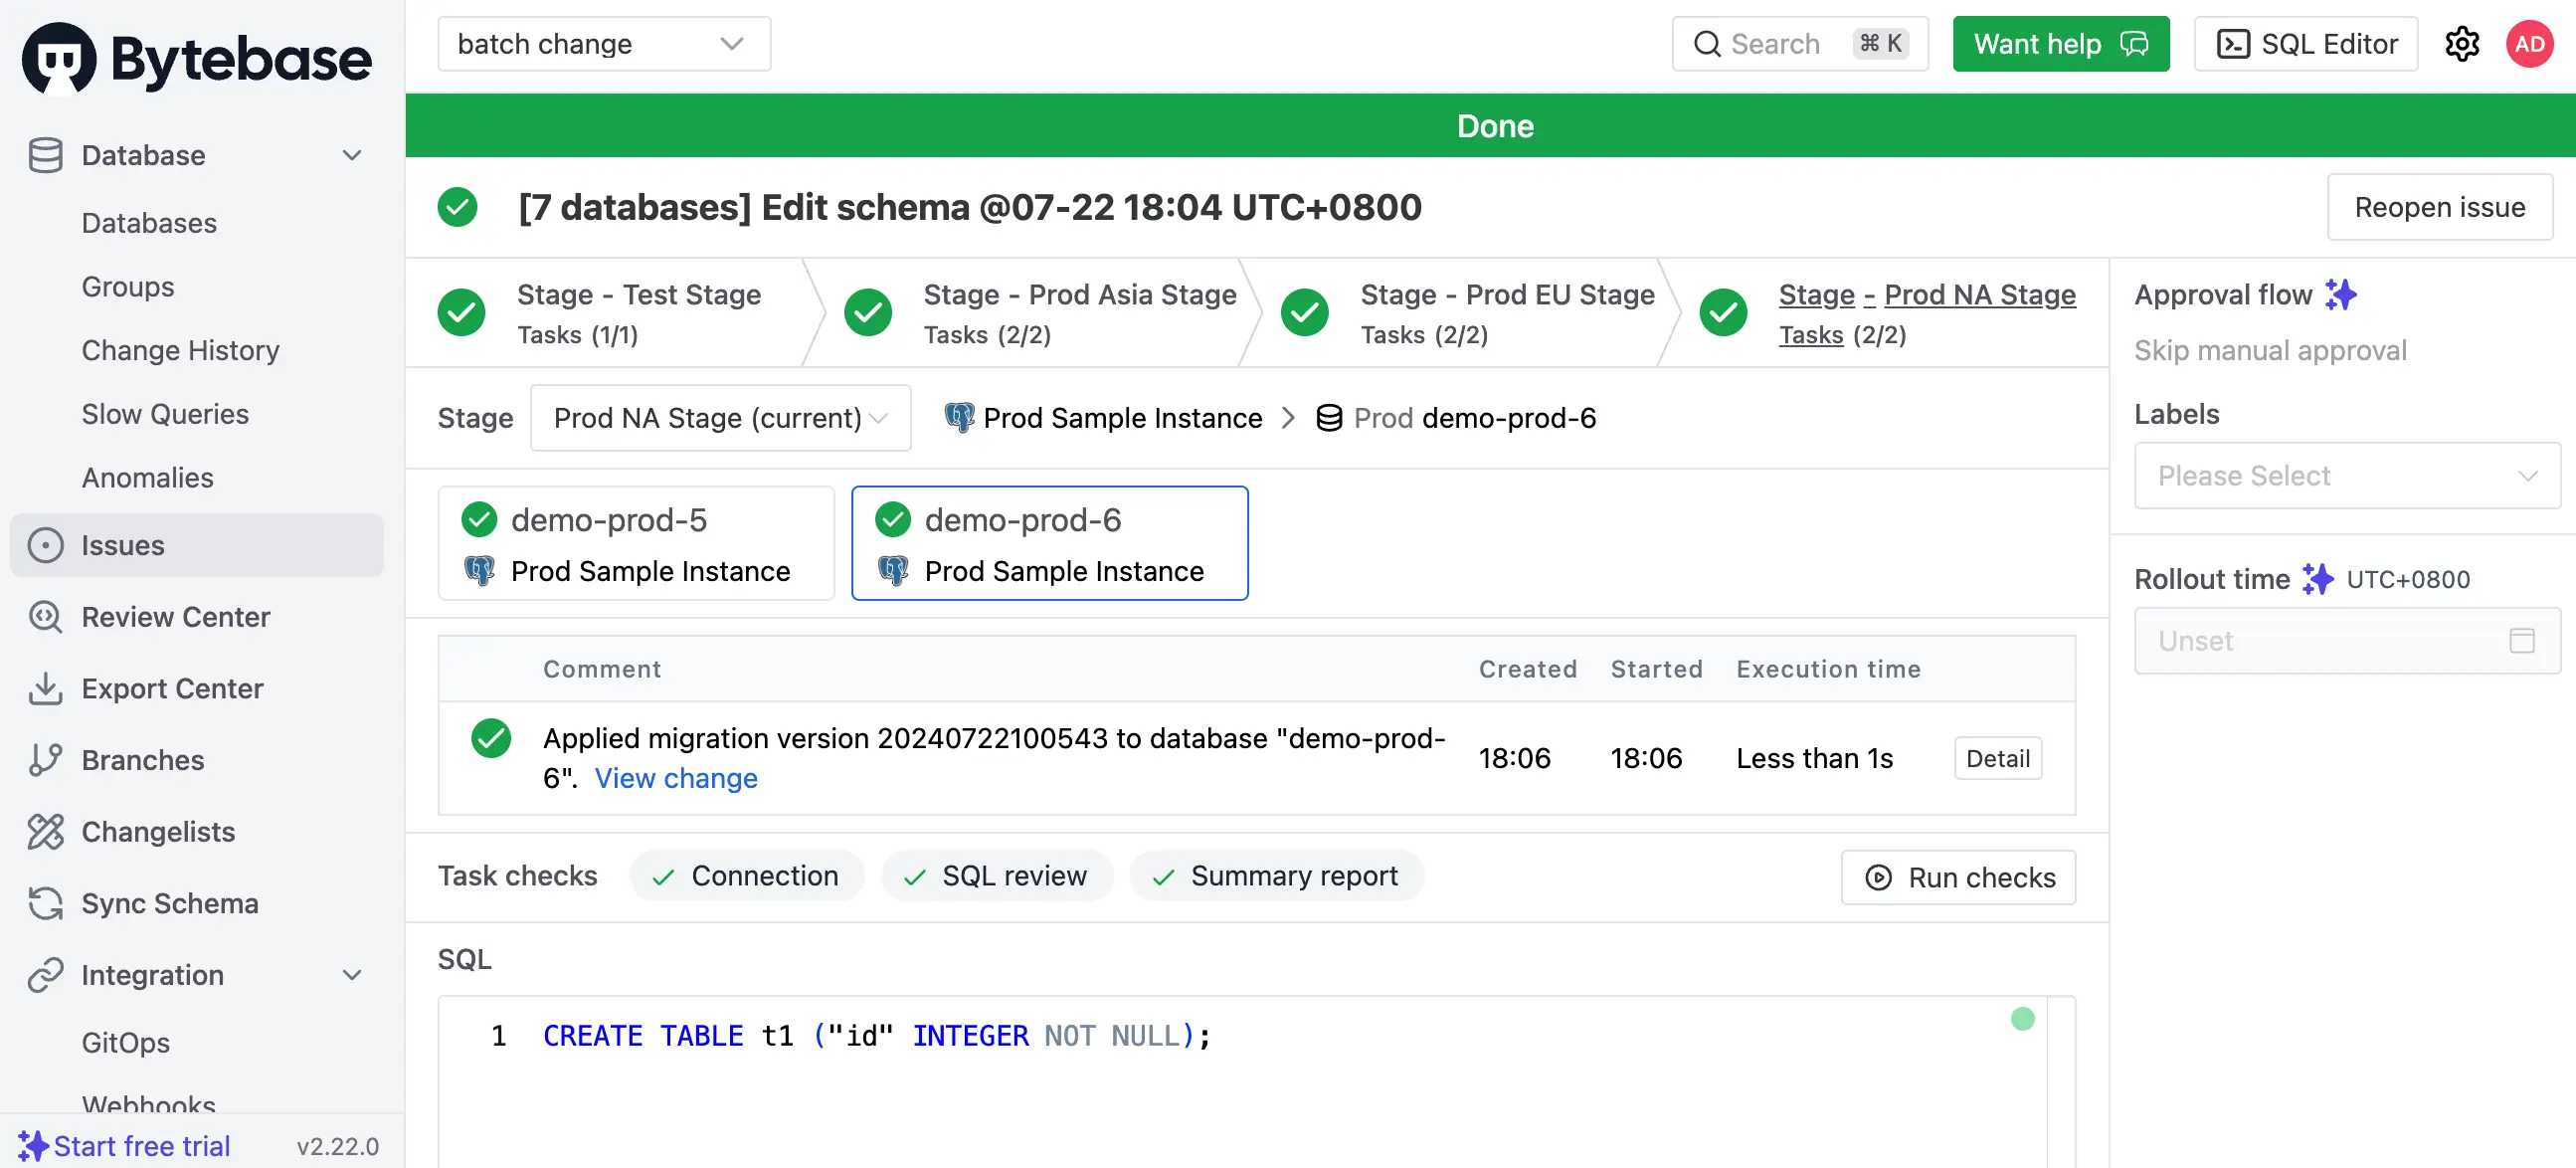 Bytebase
batch change
Search
⌘ K
Want help
SQL Editor
AD
Done
Database
Databases
Groups
Change History
Slow Queries
Anomalies
Issues
Review Center
Export Center
Branches
Changelists
Sync Schema
Integration
GitOps
Webhooks
Start free trial
v2.22.0
[7 databases] Edit schema @07-22 18:04 UTC+0800
Reopen issue
Stage - Test Stage
Tasks (1/1)
Stage - Prod Asia Stage
Tasks (2/2)
Stage - Prod EU Stage
Tasks (2/2)
Stage - Prod NA Stage
Tasks (2/2)
Stage
Prod NA Stage (current)
Prod Sample Instance
Prod demo-prod-6
demo-prod-5
Prod Sample Instance
demo-prod-6
Prod Sample Instance
Comment
Created
Started
Execution time
Applied migration version 20240722100543 to database "demo-prod-
6". View change
18:06
18:06
Less than 1s
Detail
Task checks
Connection
SQL review
Summary report
Run checks
SQL
1 CREATE TABLE t1 ("id" INTEGER NOT NULL);
Approval flow
Skip manual approval
Labels
Please Select
Rollout time
UTC+0800
Unset